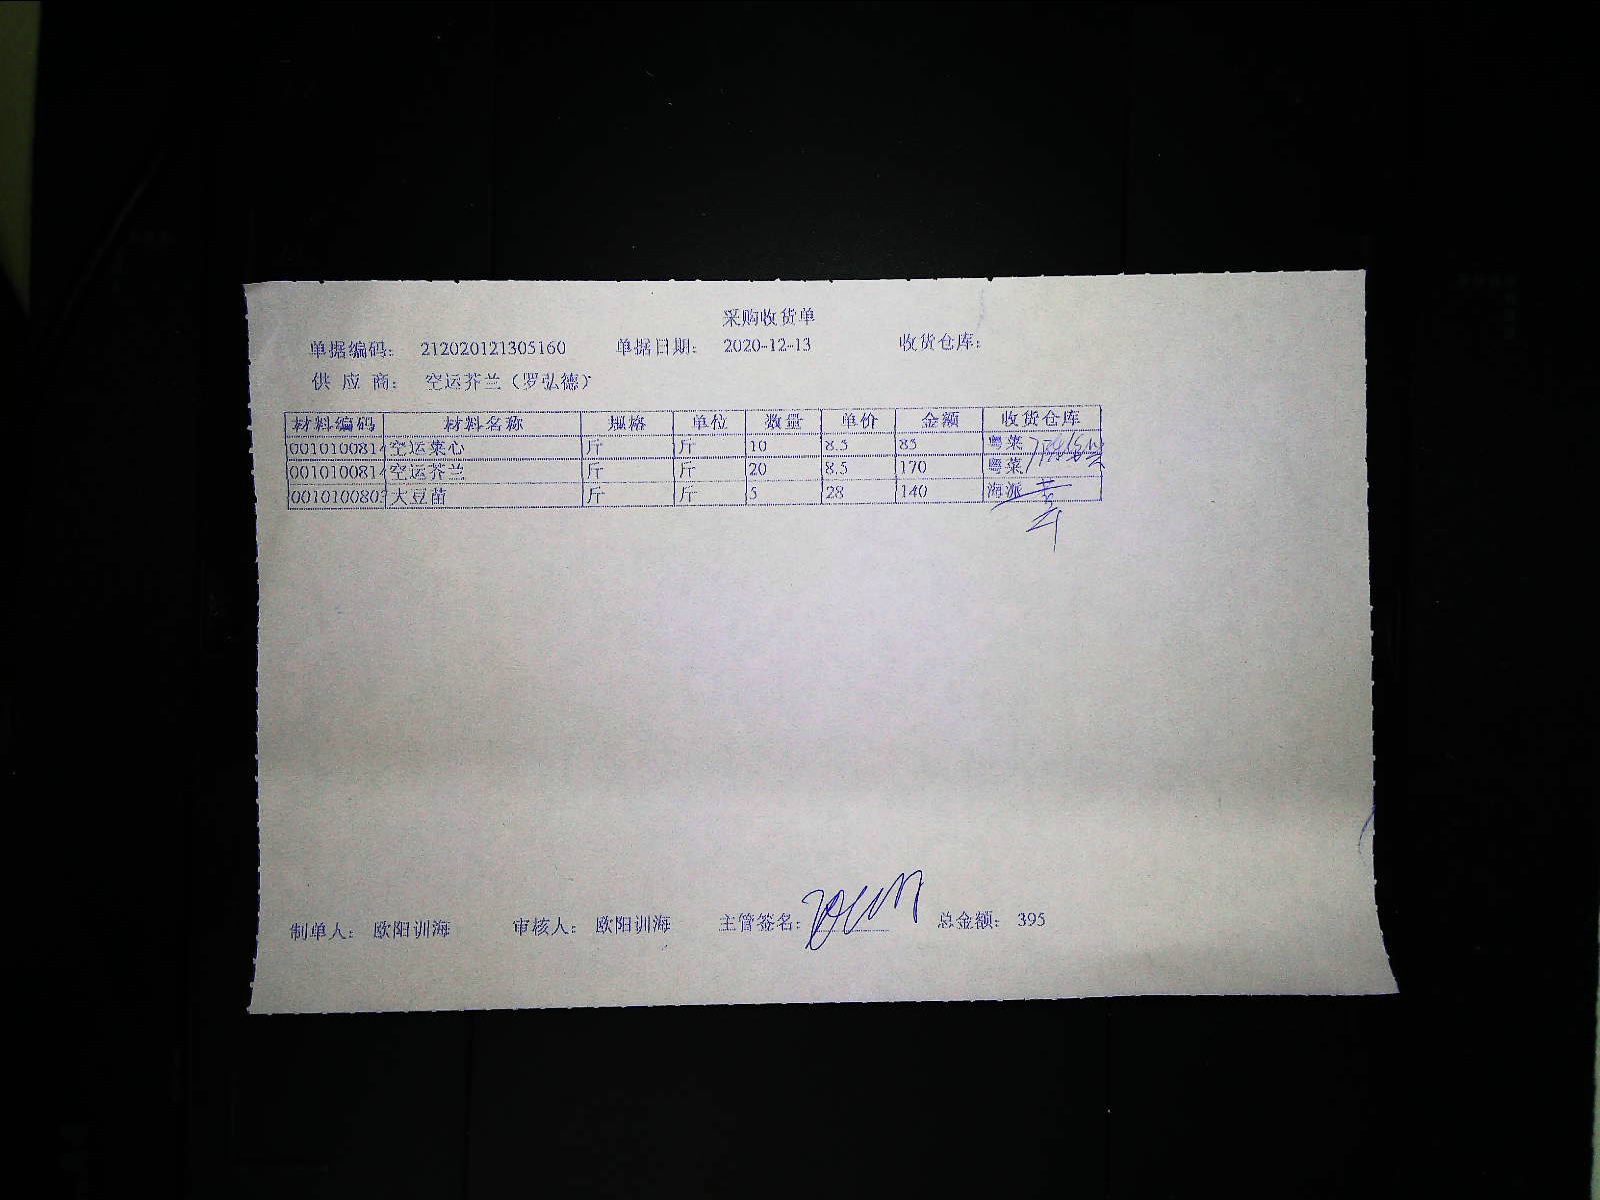 采购收货单
单据编码： 212020121305160 单据日期： 2020-12-13 收货仓库：
供 应 商： 空运芥兰（罗弘德）
材料编码 材料名称 规格 单位 数量 单价 金额 收货仓库
0010100814 空运菜心 斤 斤 10 8.5 85 粤菜
0010100814 空运芥兰 斤 斤 20 8.5 170 粤菜
0010100803 大豆苗 斤 斤 5 28 140 海派
制单人： 欧阳训海 审核人： 欧阳训海 主管签名： 总金额： 395